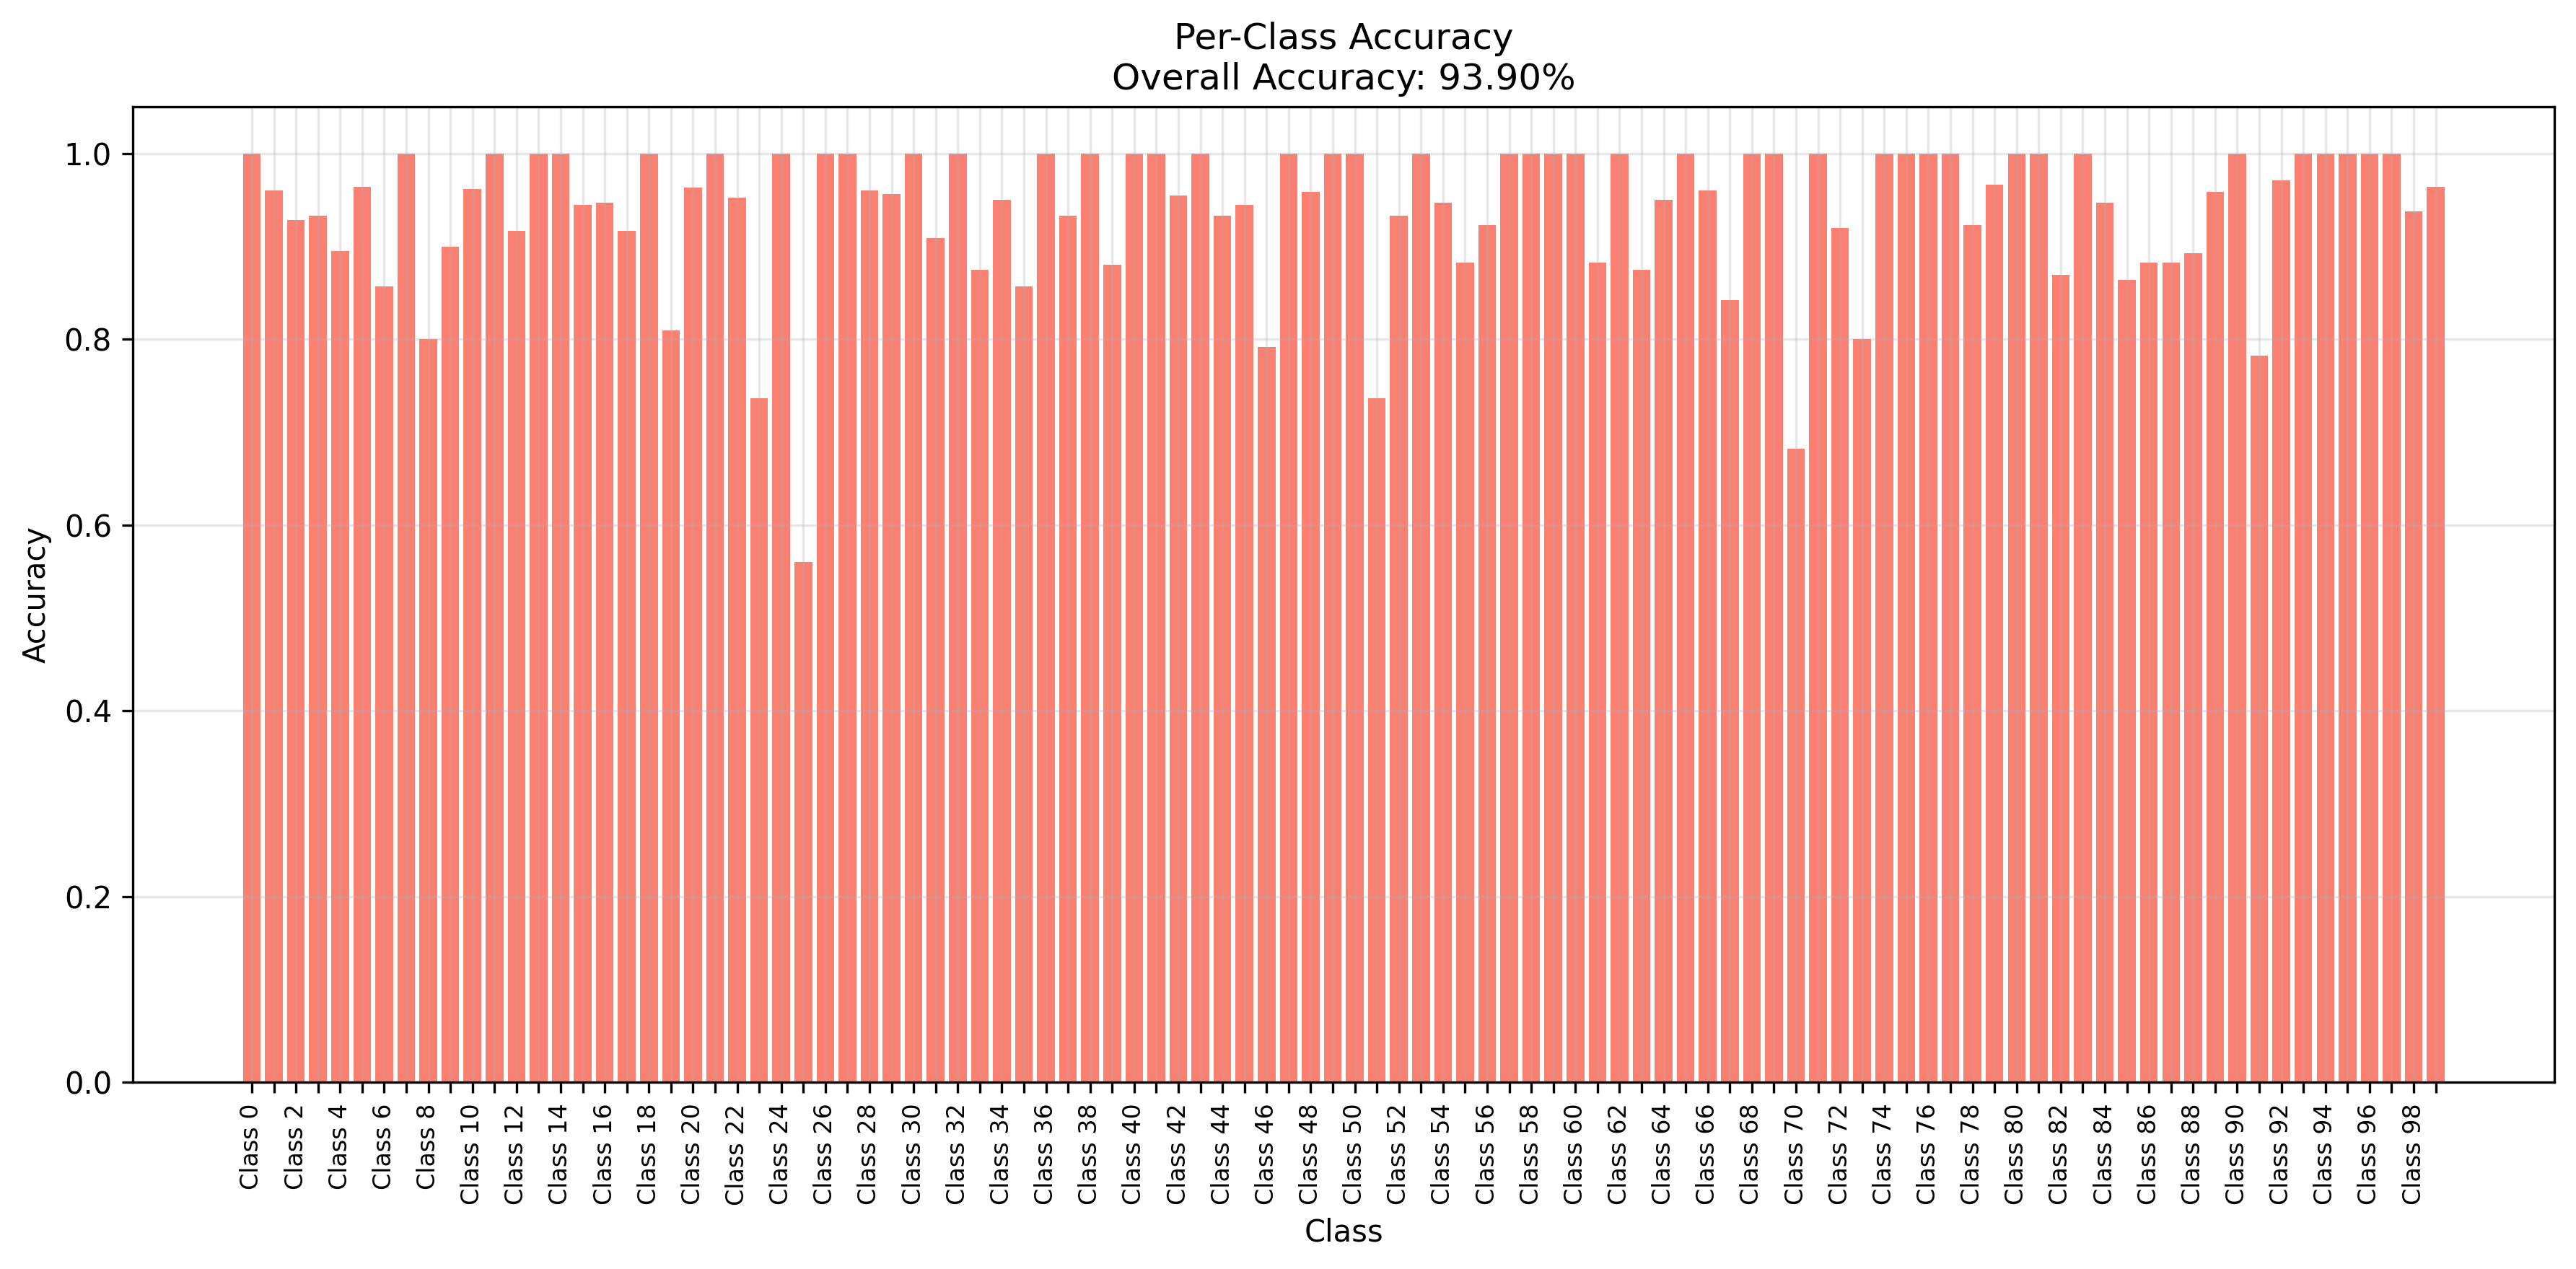 Per-Class Accuracy
Overall Accuracy: 93.90%
Accuracy
1.0
0.8
0.6
0.4
0.2
0.0
Class 0
Class 2
Class 4
Class 6
Class 8
Class 10
Class 12
Class 14
Class 16
Class 18
Class 20
Class 22
Class 24
Class 26
Class 28
Class 30
Class 32
Class 34
Class 36
Class 38
Class 40
Class 42
Class 44
Class 46
Class 48
Class 50
Class 52
Class 54
Class 56
Class 58
Class 60
Class 62
Class 64
Class 66
Class 68
Class 70
Class 72
Class 74
Class 76
Class 78
Class 80
Class 82
Class 84
Class 86
Class 88
Class 90
Class 92
Class 94
Class 96
Class 98
Class